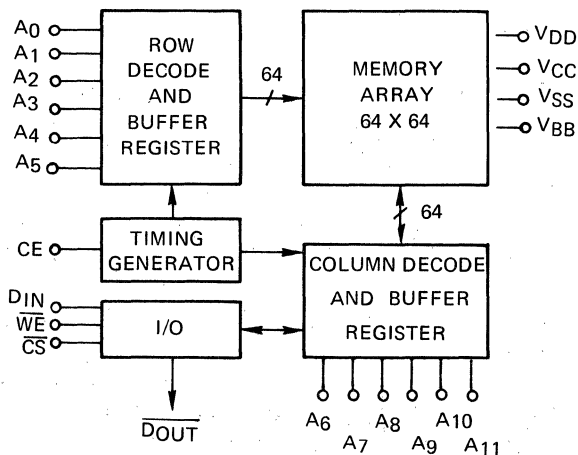 A0
A1
A2
A3
A4
A5
ROW
DECODE
AND
BUFFER
REGISTER
64
MEMORY
ARRAY
64 X 64
VDD
VCC
VSS
VBB
64
CE
TIMING
GENERATOR
COLUMN DECODE
AND BUFFER
REGISTER
DIN
WE
CS
I/O
DOUT
A6
A7
A8
A9
A10
A11